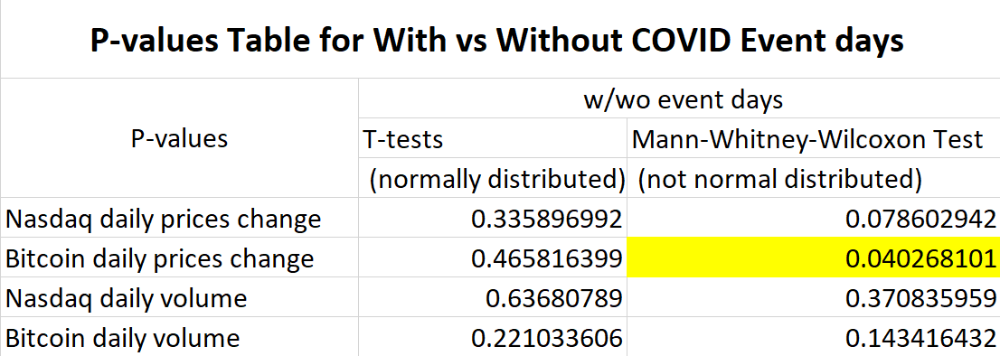 P-values Table for With vs Without COVID Event days
w/wo event days
P-values
T-tests Mann-Whitney-Wilcoxon Test
(normally distributed) (not normal distributed)
Nasdaq daily prices change 0.335896992 0.078602942
Bitcoin daily prices change 0.465816399 0.040268101
Nasdaq daily volume 0.63680789 0.370835959
Bitcoin daily volume 0.221033606 0.143416432